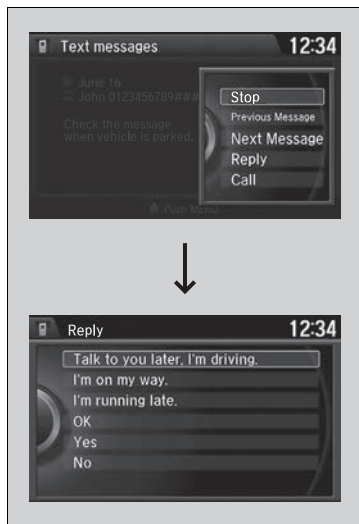 Text messages
12:34
June 16
John 0123456789###
Check the message
when vehicle is parked.
Stop
Previous Message
Next Message
Reply
Call
:Push Menu
Reply
12:34
Talk to you later, I'm driving.
I'm on my way.
I'm running late.
OK
Yes
No